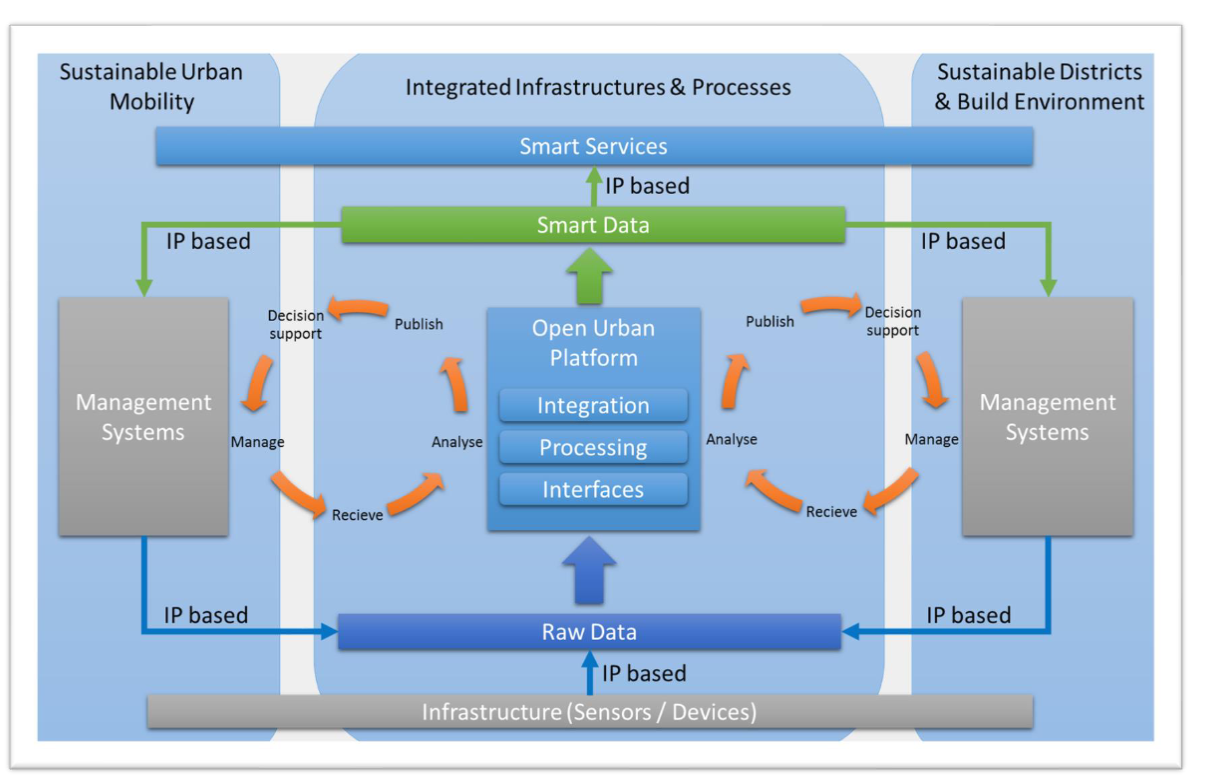 Sustainable Urban
Mobility
Integrated Infrastructures & Processes
Sustainable Districts
& Build Environment
Smart Services
IP based
Smart Data
IP based
IP based
Decision
support
Publish
Open Urban
Platform
Publish
Decision
support
Management
Systems
Integration
Management
Systems
Manage
Analyse
Processing
Analyse
Manage
Interfaces
Recieve
Recieve
IP based
IP based
Raw Data
IP based
Infrastructure (Sensors / Devices)